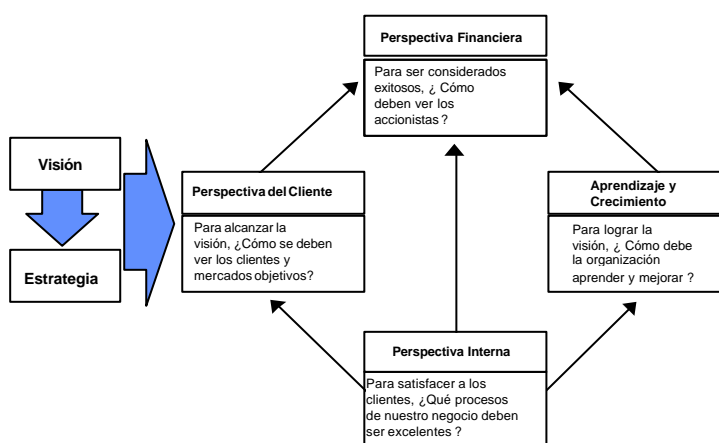 Perspectiva Financiera
Para ser considerados
exitosos, ¿ Cómo
deben ver los
accionistas ?
Visión
Estrategia
Perspectiva del Cliente
Para alcanzar la
visión, ¿Cómo se deben
ver los clientes y
mercados objetivos?
Aprendizaje y
Crecimiento
Para lograr la
visión, ¿ Cómo debe
la organización
aprender y mejorar ?
Perspectiva Interna
Para satisfacer a los
clientes, ¿Qué procesos
de nuestro negocio deben
ser excelentes ?